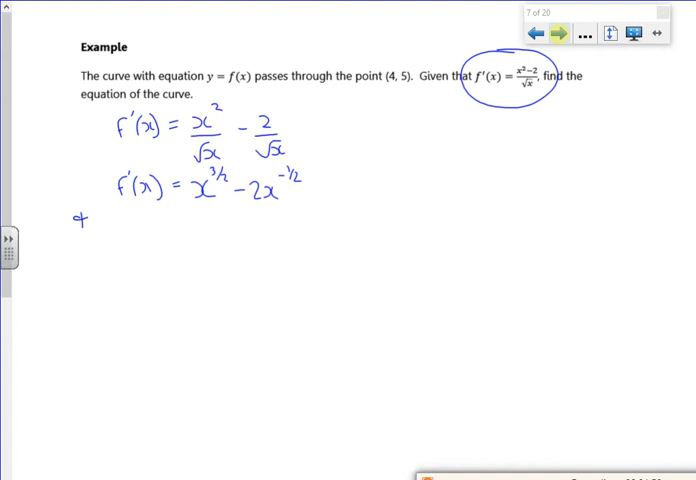 7 of 20
Example
The curve with equation y = f(x) passes through the point (4, 5). Given that f′(x) = (x²−2)/√x, find the
equation of the curve.
f'(x) = x²/√x − 2/√x
f'(x) = x^(3/2) − 2x^(−1/2)